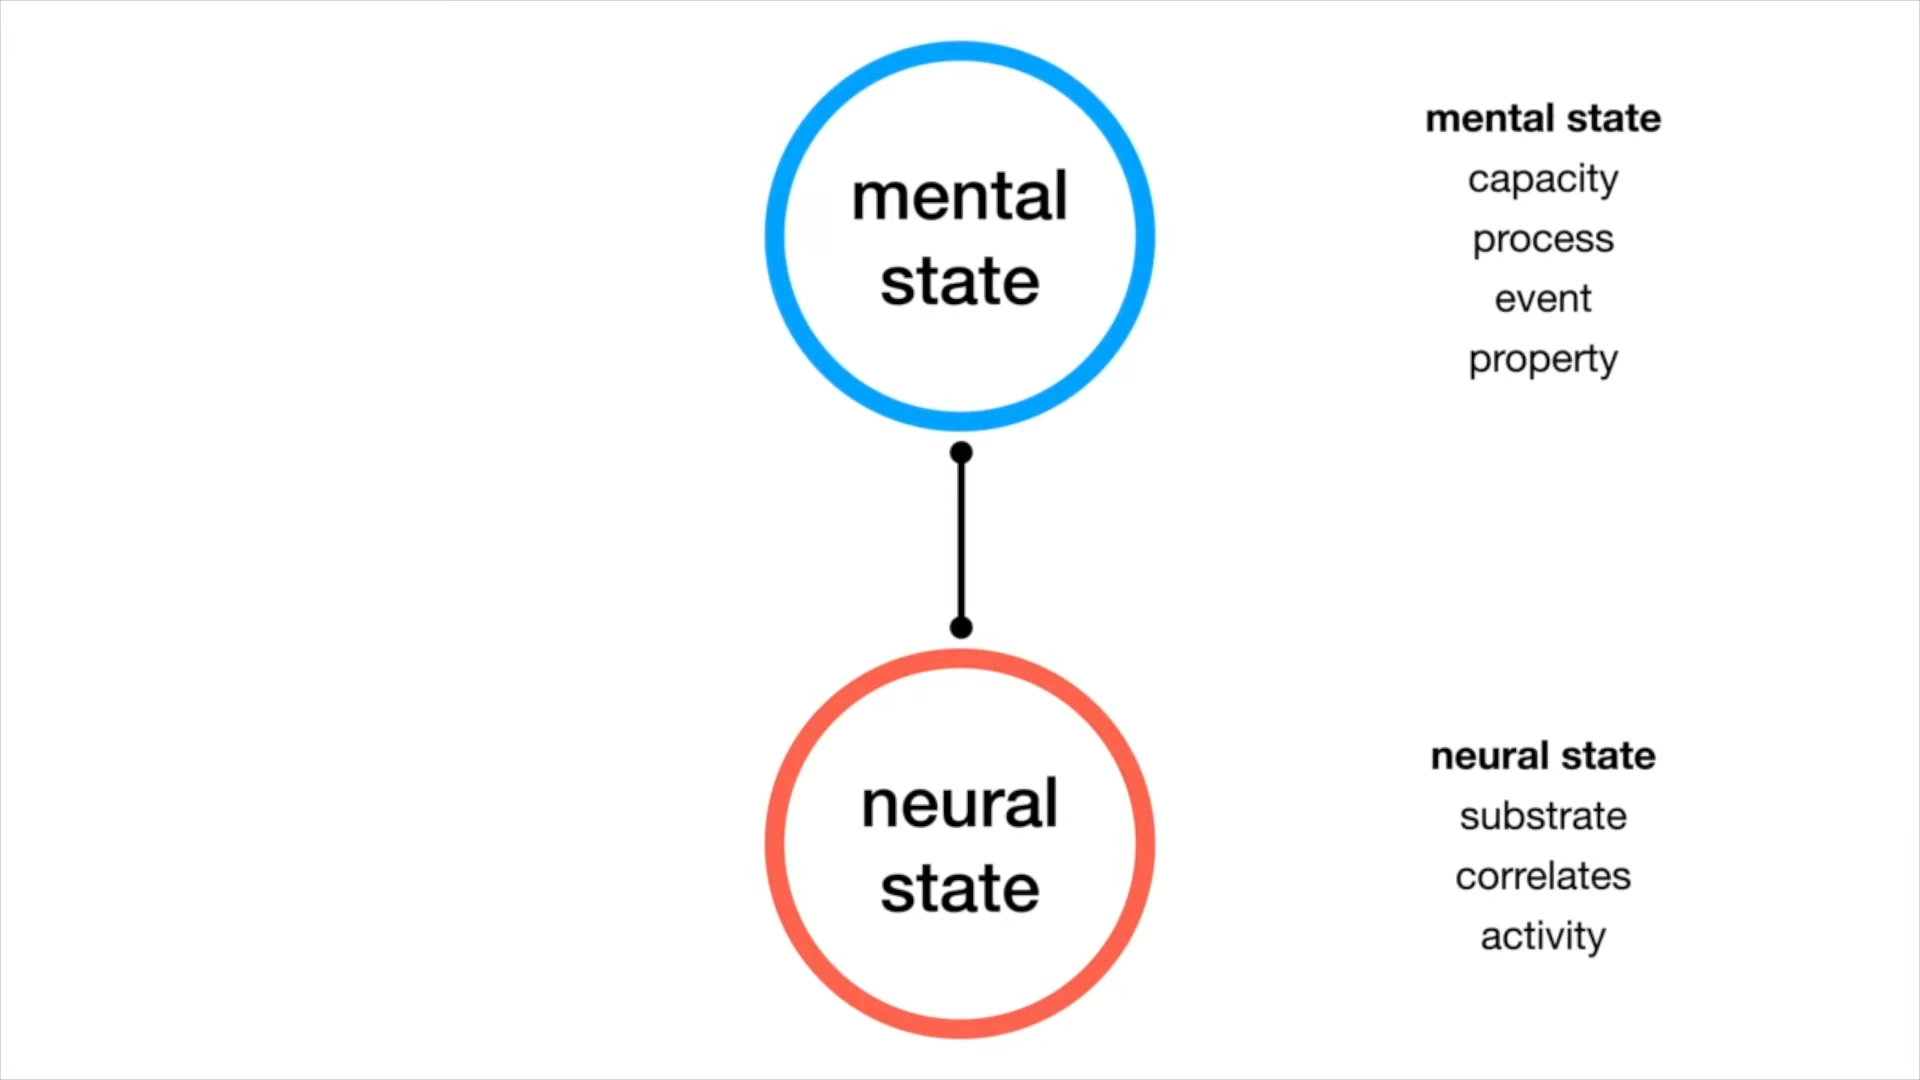 mental
state
mental state
capacity
process
event
property
neural
state
neural state
substrate
correlates
activity